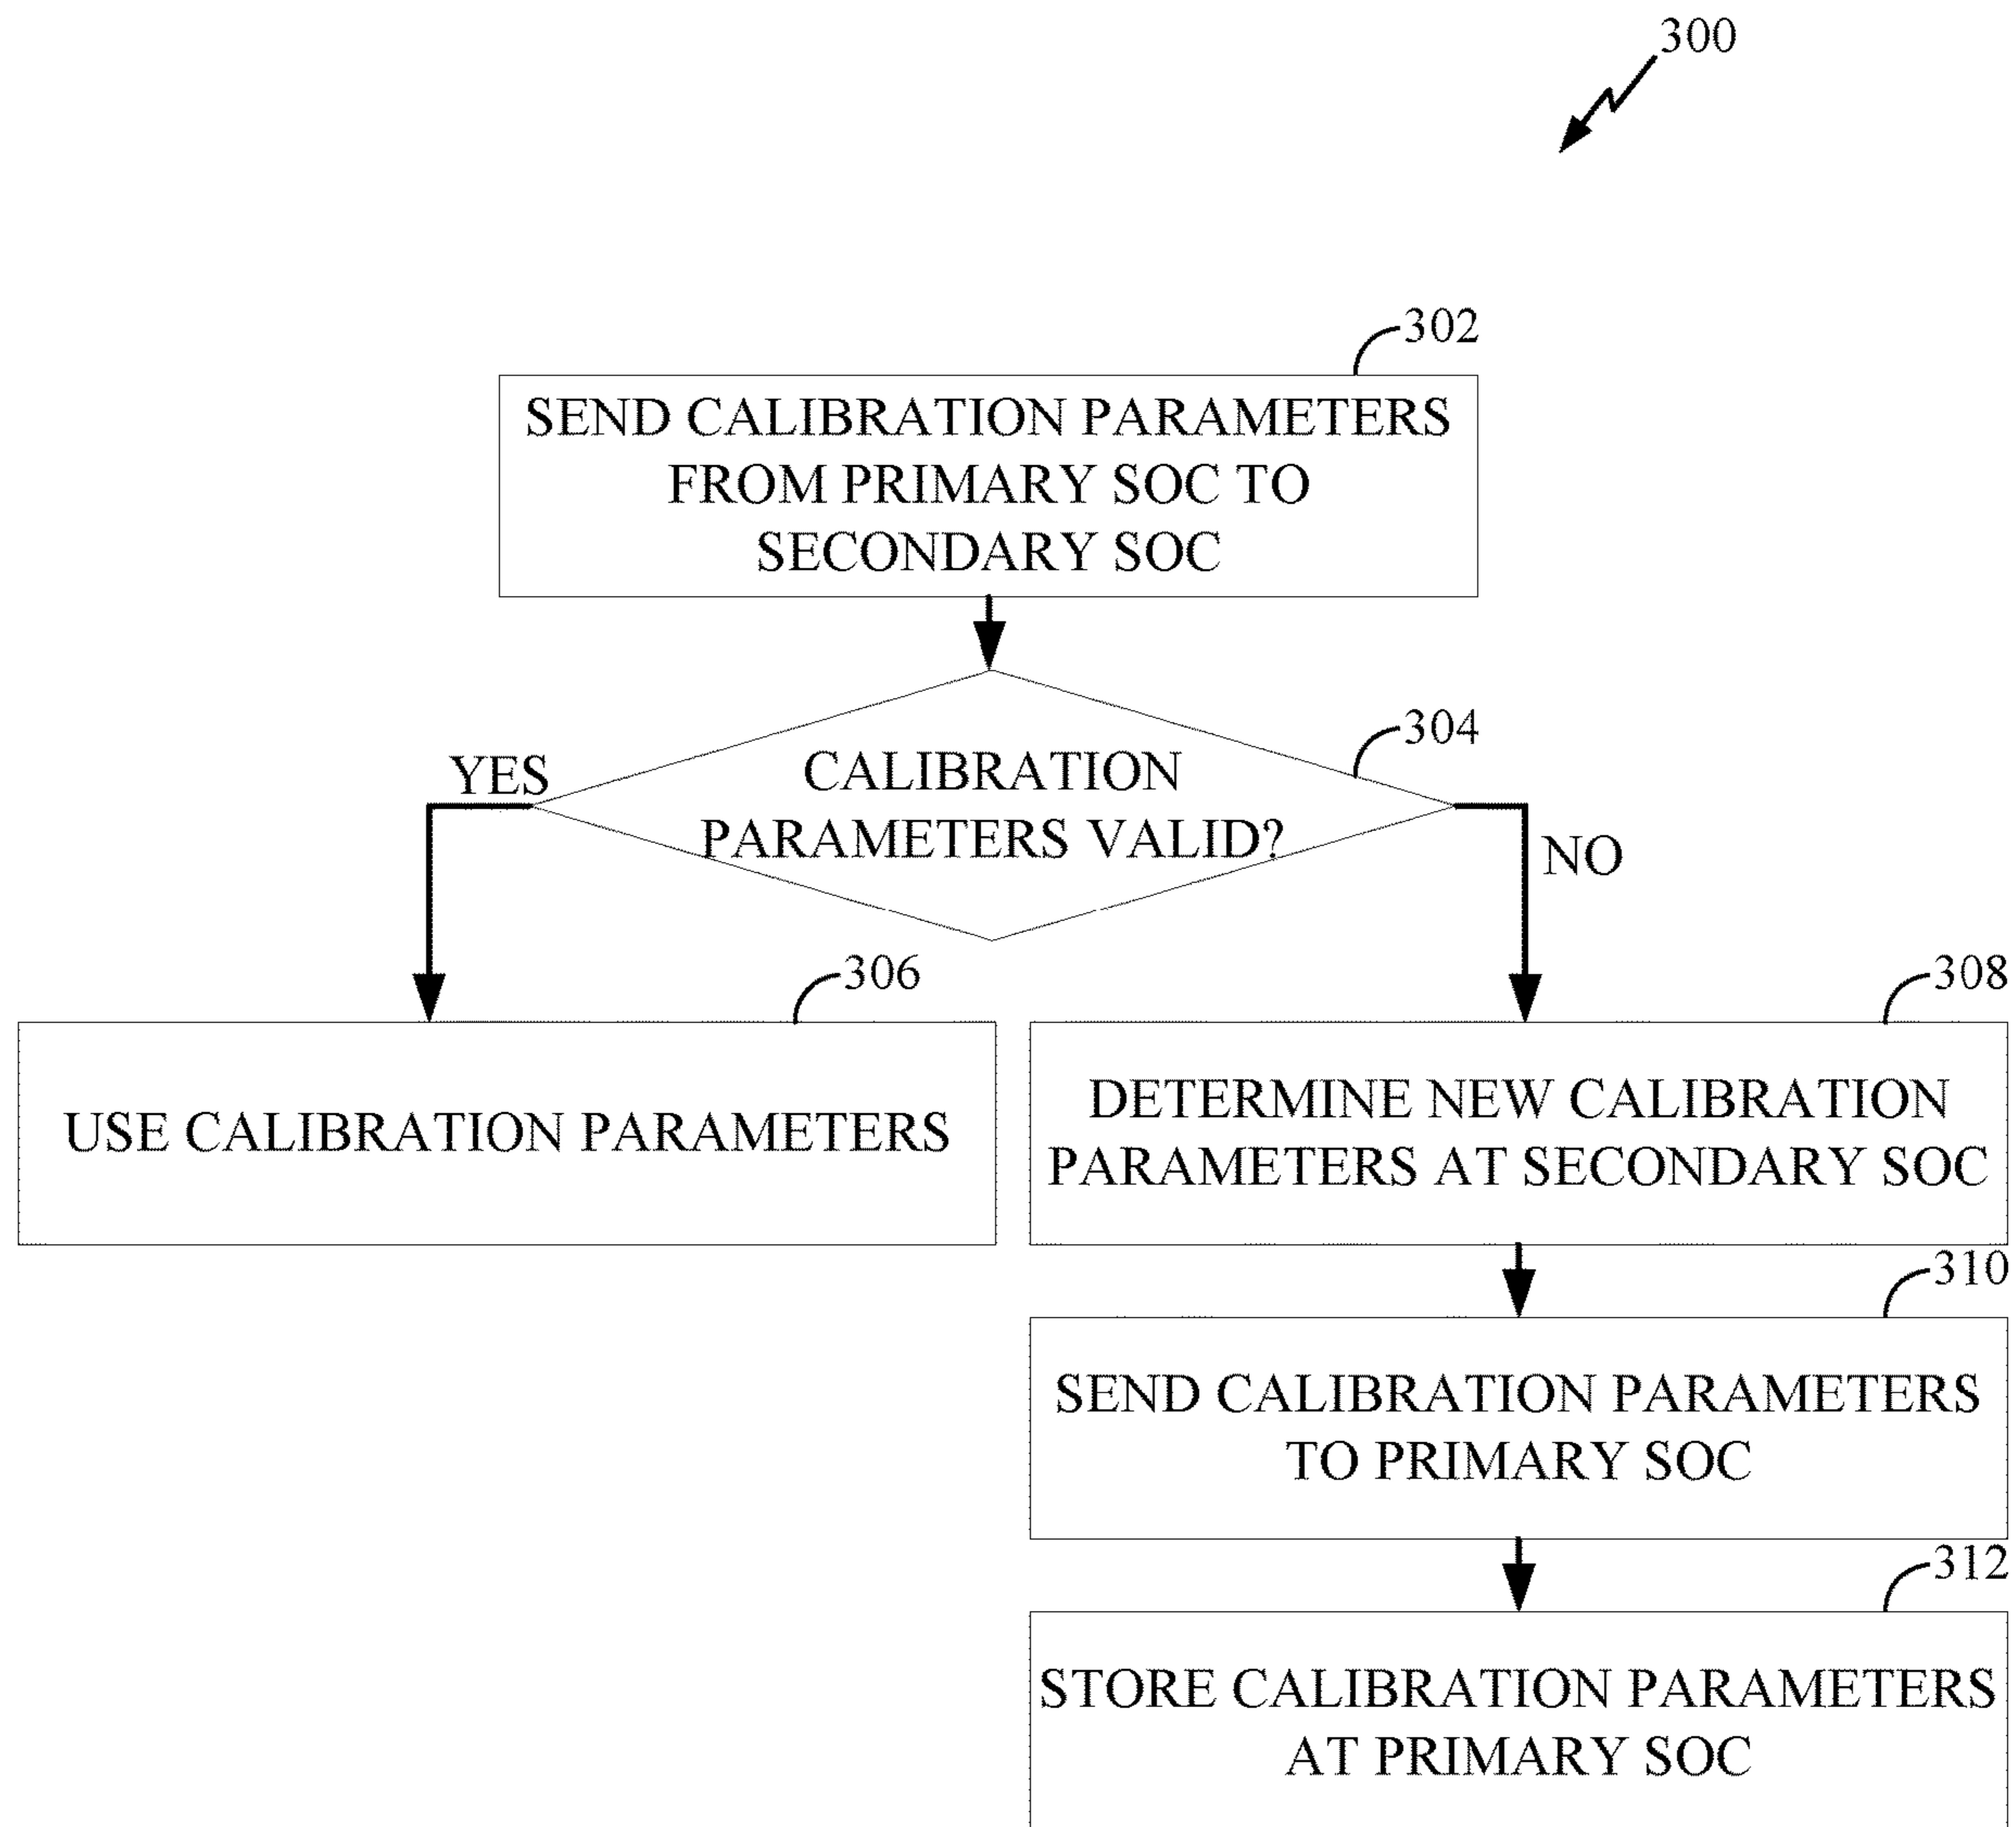 300
302
SEND CALIBRATION PARAMETERS
FROM PRIMARY SOC TO
SECONDARY SOC
304
YES
CALIBRATION
PARAMETERS VALID?
NO
306
308
USE CALIBRATION PARAMETERS
DETERMINE NEW CALIBRATION
PARAMETERS AT SECONDARY SOC
310
SEND CALIBRATION PARAMETERS
TO PRIMARY SOC
312
STORE CALIBRATION PARAMETERS
AT PRIMARY SOC